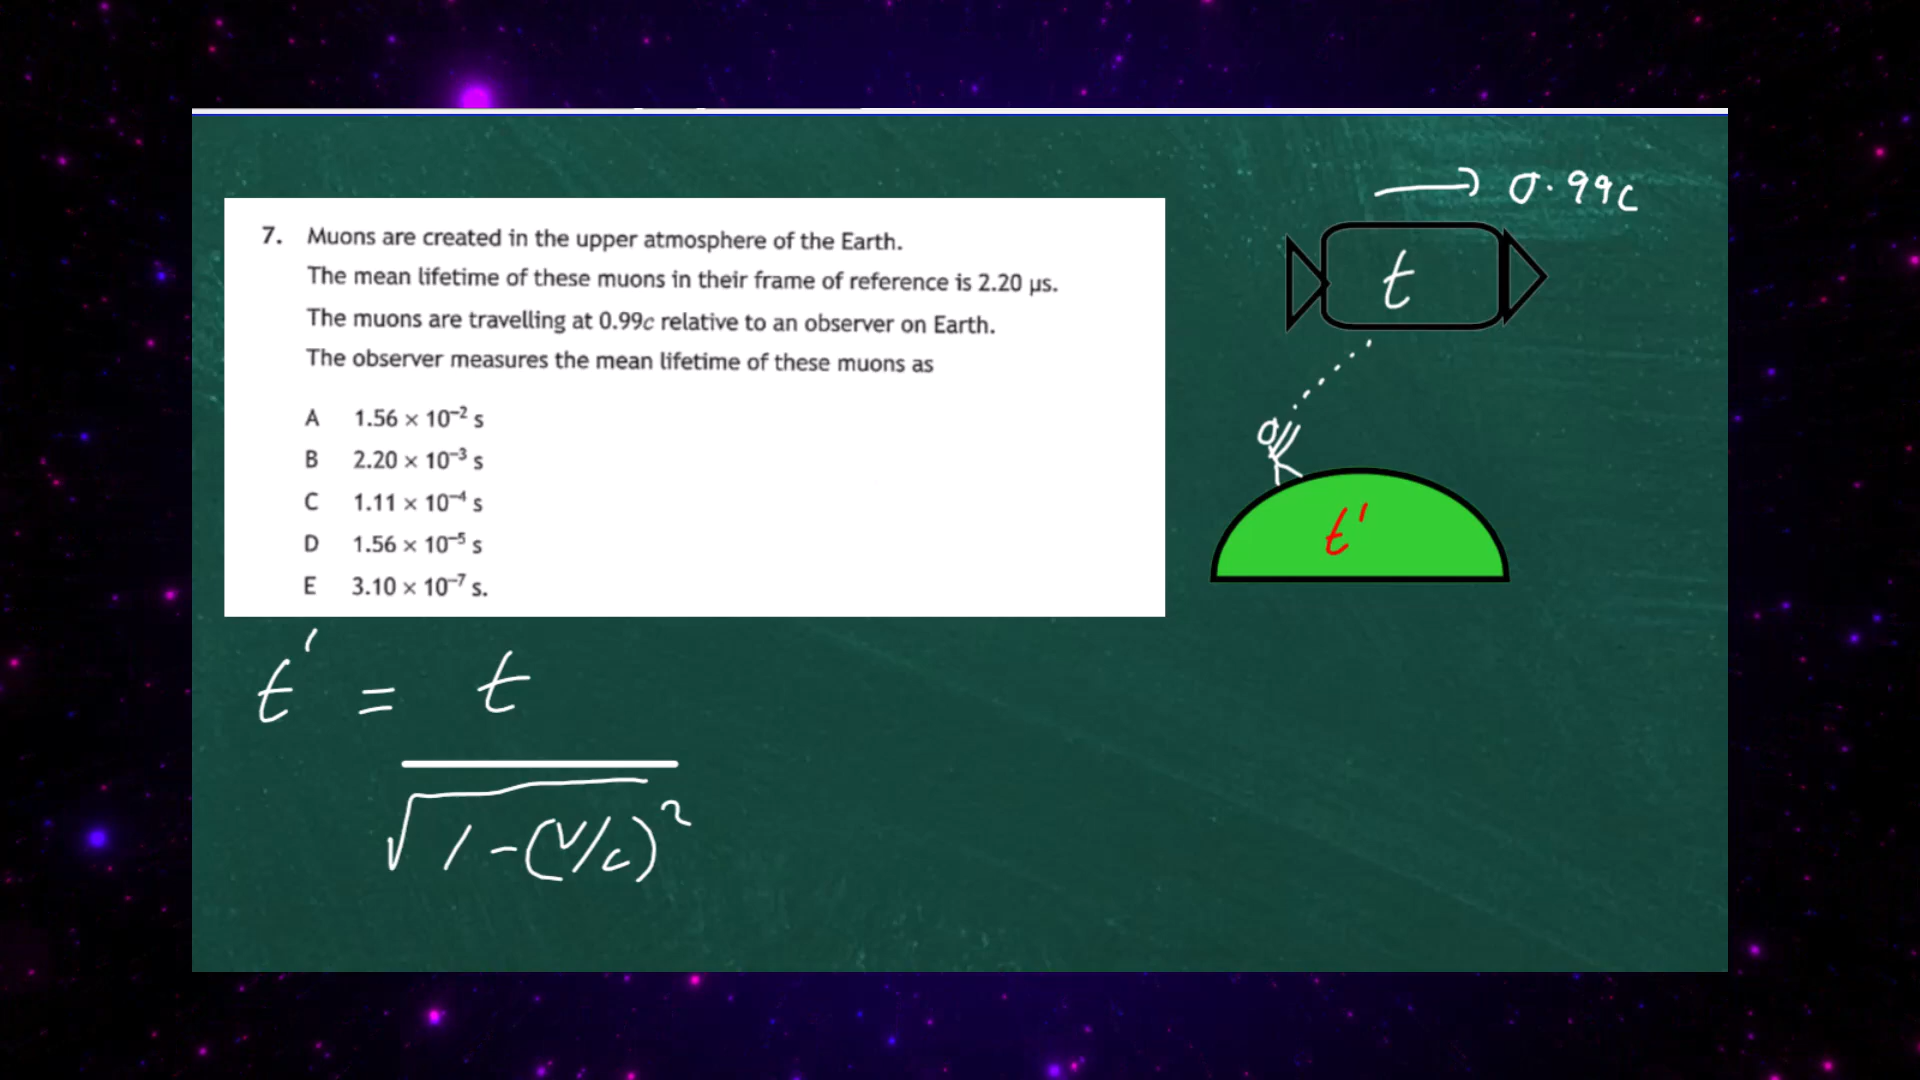 7. Muons are created in the upper atmosphere of the Earth.
The mean lifetime of these muons in their frame of reference is 2.20 μs.
The muons are travelling at 0.99c relative to an observer on Earth.
The observer measures the mean lifetime of these muons as
A 1.56 × 10⁻² s
B 2.20 × 10⁻³ s
C 1.11 × 10⁻⁴ s
D 1.56 × 10⁻⁵ s
E 3.10 × 10⁻⁷ s.
0.99c
t
t'
t' = t
√1-(v/c)²